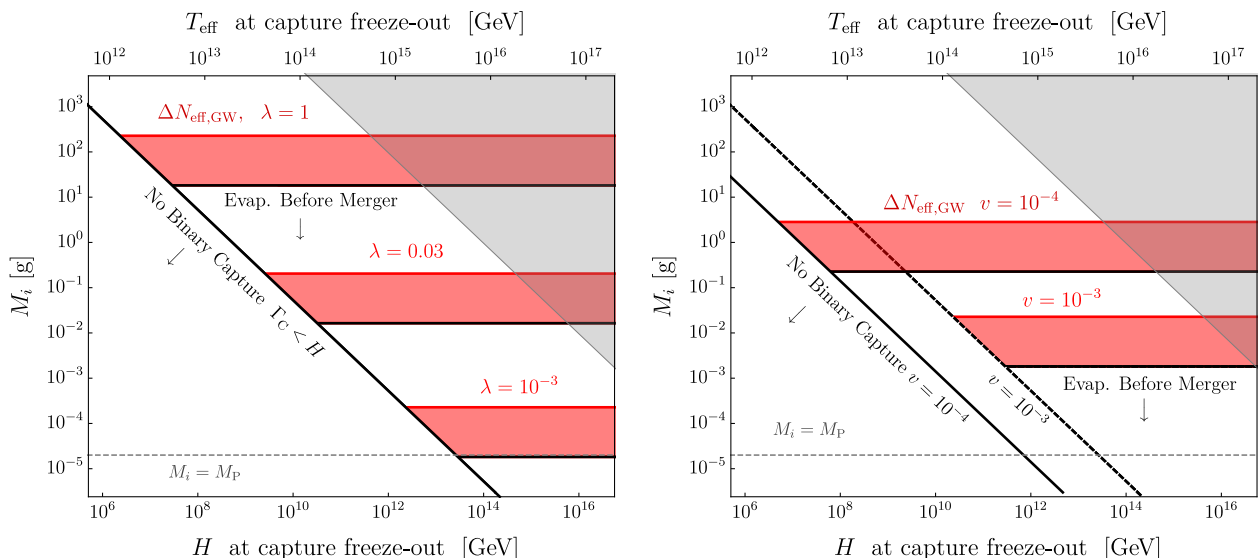 T_eff at capture freeze-out [GeV]
10^12 10^13 10^14 10^15 10^16 10^17
M_i [g]
10^3
10^2
10^1
10^0
10^-1
10^-2
10^-3
10^-4
10^-5
ΔN_eff,GW, λ = 1
Evap. Before Merger
↓
No Binary Capture Γ_C < H
↓
λ = 0.03
λ = 10^-3
M_i = M_P
10^6 10^8 10^10 10^12 10^14 10^16
H at capture freeze-out [GeV]
T_eff at capture freeze-out [GeV]
10^12 10^13 10^14 10^15 10^16 10^17
M_i [g]
10^3
10^2
10^1
10^0
10^-1
10^-2
10^-3
10^-4
10^-5
ΔN_eff,GW v = 10^-4
v = 10^-3
No Binary Capture v = 10^-4
v = 10^-3
Evap. Before Merger
↓
M_i = M_P
10^6 10^8 10^10 10^12 10^14 10^16
H at capture freeze-out [GeV]